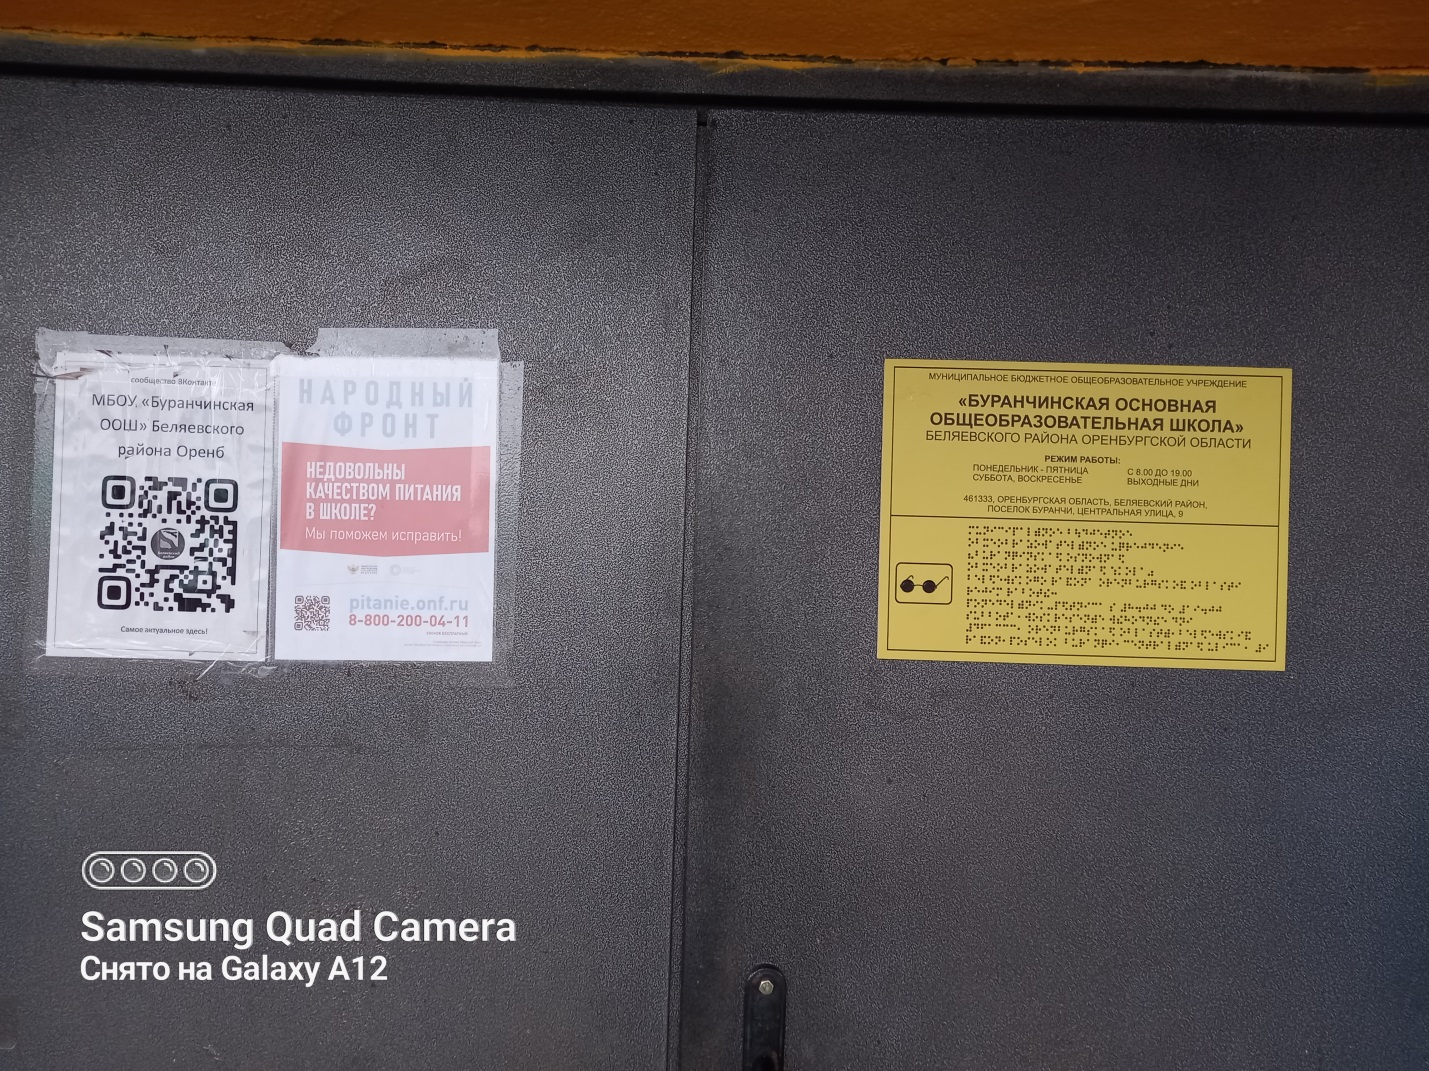 сообщество ВКонтакте
МБОУ «Буранчинская
ООШ» Беляевского
района Оренб
Самое актуальное здесь!
НАРОДНЫЙ
ФРОНТ
НЕДОВОЛЬНЫ
КАЧЕСТВОМ ПИТАНИЯ
В ШКОЛЕ?
Мы поможем исправить!
pitanie.onf.ru
8-800-200-04-11
МУНИЦИПАЛЬНОЕ БЮДЖЕТНОЕ ОБЩЕОБРАЗОВАТЕЛЬНОЕ УЧРЕЖДЕНИЕ
«БУРАНЧИНСКАЯ ОСНОВНАЯ
ОБЩЕОБРАЗОВАТЕЛЬНАЯ ШКОЛА»
БЕЛЯЕВСКОГО РАЙОНА ОРЕНБУРГСКОЙ ОБЛАСТИ
РЕЖИМ РАБОТЫ:
ПОНЕДЕЛЬНИК - ПЯТНИЦА С 8.00 ДО 19.00
СУББОТА, ВОСКРЕСЕНЬЕ ВЫХОДНЫЕ ДНИ
461333, ОРЕНБУРГСКАЯ ОБЛАСТЬ, БЕЛЯЕВСКИЙ РАЙОН,
ПОСЕЛОК БУРАНЧИ, ЦЕНТРАЛЬНАЯ УЛИЦА, 9
Samsung Quad Camera
Снято на Galaxy A12